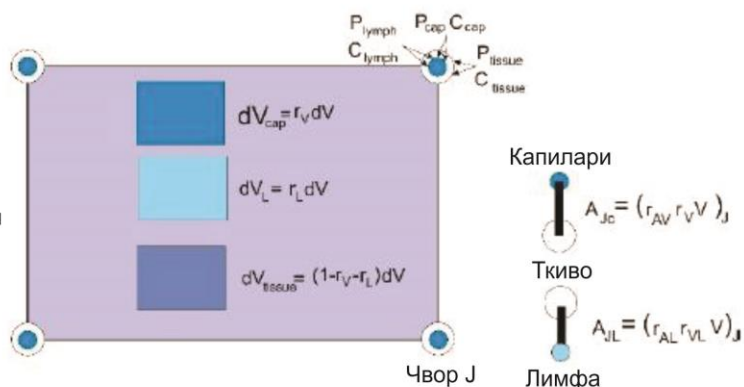 P_lymph P_cap C_cap
C_lymph P_tissue
C_tissue
dV_cap=r_V dV
dV_L= r_L dV
dV_tissue= (1-r_V-r_L)dV
Чвор J
Капилари
A_Jc= (r_AV r_V V)_J
Ткиво
A_JL= (r_AL r_VL V)_J
Лимфа